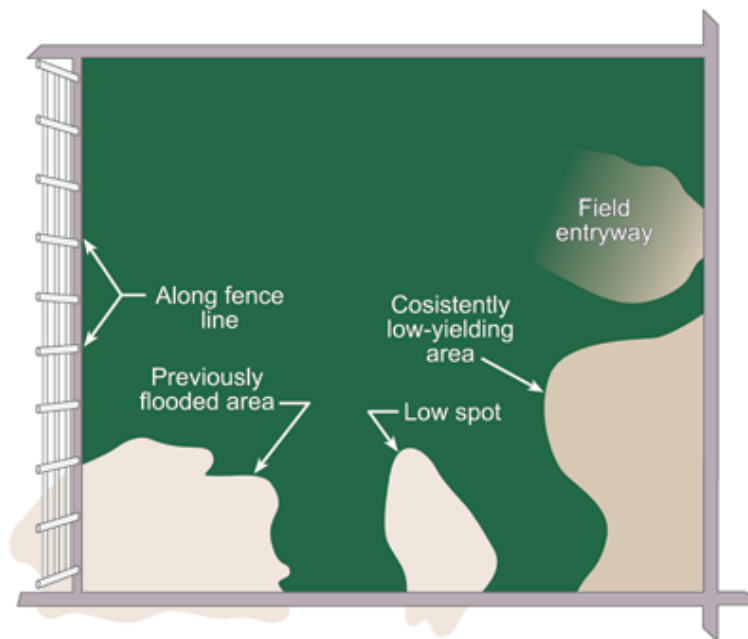 Field
entryway
Along fence
line
Cosistently
low-yielding
area
Previously
flooded area
Low spot